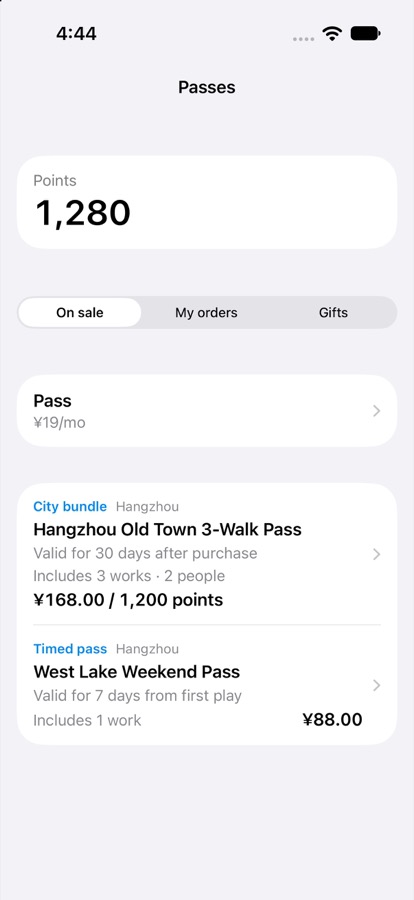 4:44
Passes
Points
1,280
On sale
My orders
Gifts
Pass
¥19/mo
City bundle Hangzhou
Hangzhou Old Town 3-Walk Pass
Valid for 30 days after purchase
Includes 3 works · 2 people
¥168.00 / 1,200 points
Timed pass Hangzhou
West Lake Weekend Pass
Valid for 7 days from first play
Includes 1 work ¥88.00